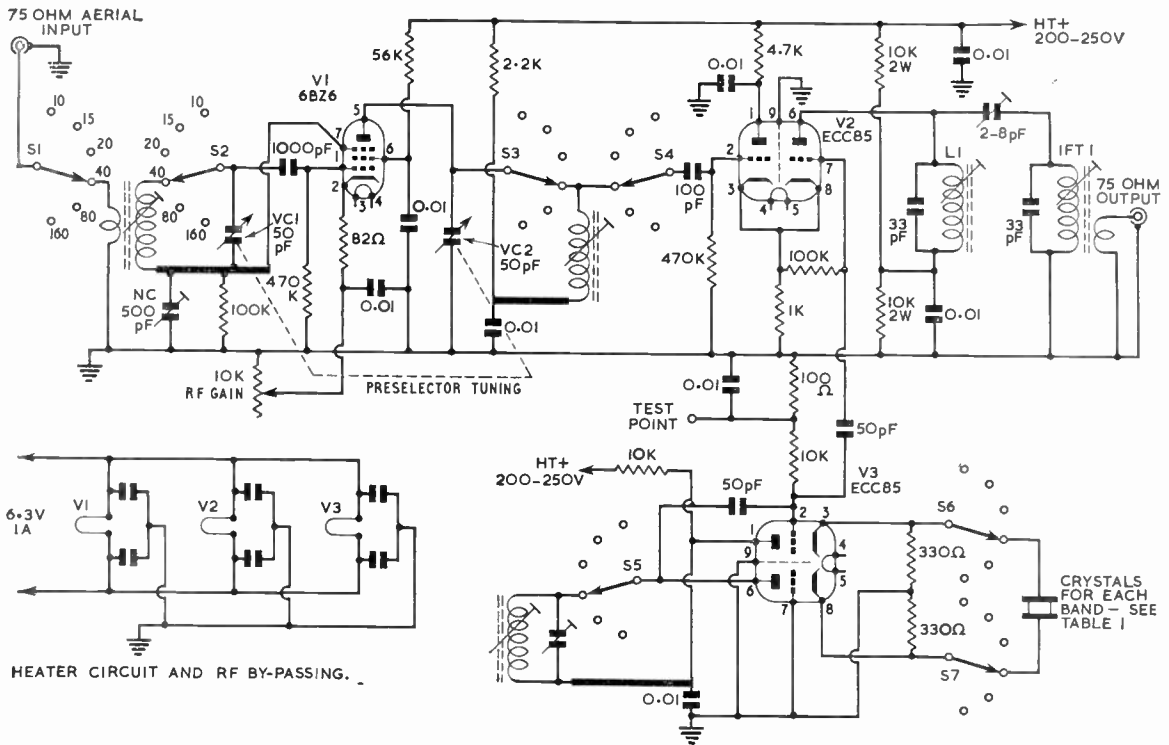 75 OHM AERIAL
INPUT
HT+
200-250V
56K
2·2K
0·01
4.7K
10K
2W
0·01
V1
6BZ6
V2
ECC85
2-8pF
10
15
20
40
80
160
S1
10
15
20
40
80
160
S2
1000pF
5
7
1
2
6
3
4
S3
S4
100
pF
1
9
6
2
7
3
8
4
5
L1
IFT 1
75 OHM
OUTPUT
VC1
50
pF
82Ω
0·01
VC2
50pF
470K
100K
33
pF
33
pF
NC
500
pF
100K
470
K
0·01
0·01
1K
10K
2W
0·01
10K
RF GAIN
PRESELECTOR TUNING
0·01
100
Ω
TEST
POINT
50pF
10K
V3
ECC85
HT+
200-250V
10K
50pF
6.3V
1A
V1
V2
V3
S5
1
9
6
2
3
4
5
7
8
S6
330Ω
330Ω
CRYSTALS
FOR EACH
BAND – SEE
TABLE I
S7
0·01
HEATER CIRCUIT AND RF BY-PASSING.